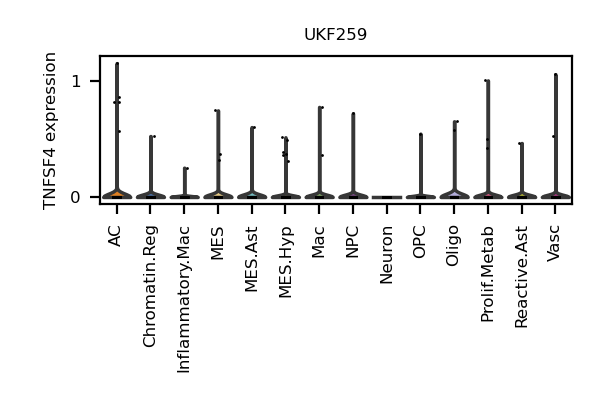 UKF259
TNFSF4 expression
1
0
AC
Chromatin.Reg
Inflammatory.Mac
MES
MES.Ast
MES.Hyp
Mac
NPC
Neuron
OPC
Oligo
Prolif.Metab
Reactive.Ast
Vasc